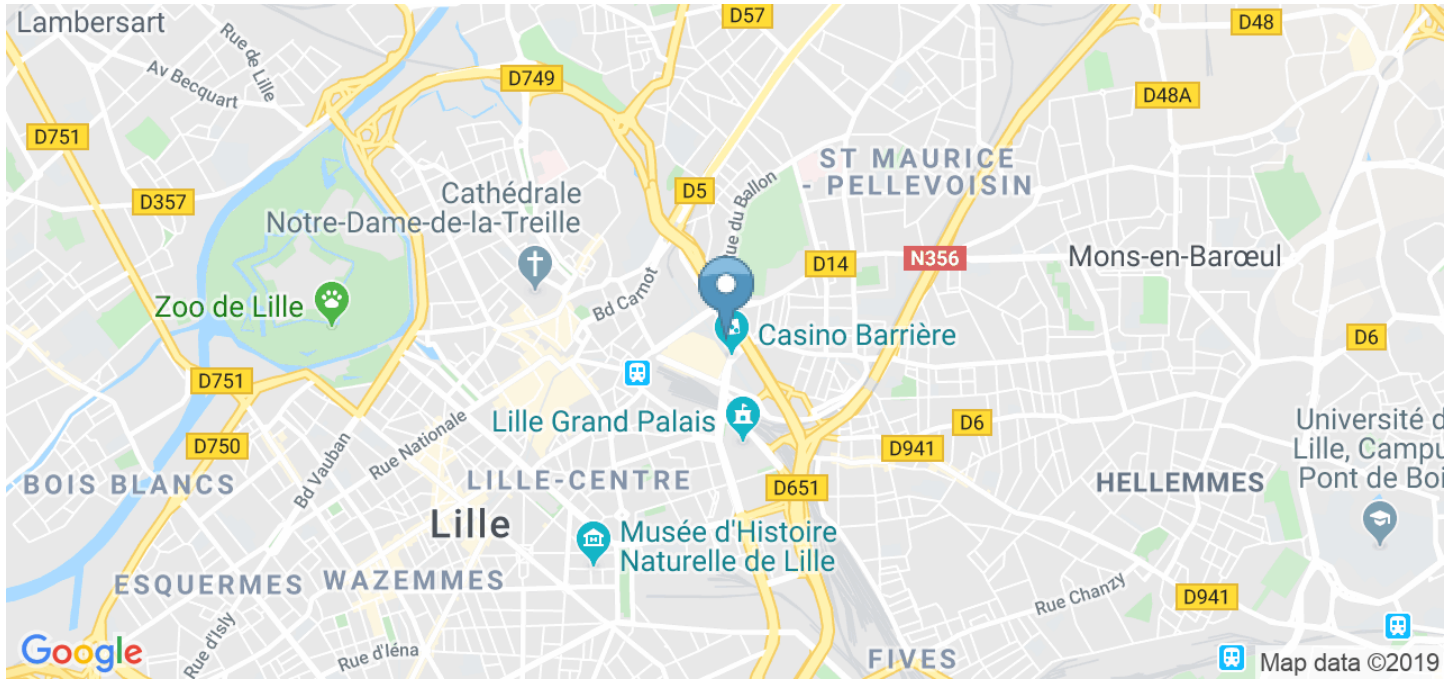 Lambersart
D57
D48
Rue de Lille
Av Becquart
D749
D48A
D751
ST MAURICE
- PELLEVOISIN
Cathédrale
Notre-Dame-de-la-Treille
D5
D357
ue du Ballon
D14
N356
Mons-en-Barœul
Zoo de Lille
Bd Carnot
Casino Barrière
D6
D751
Lille Grand Palais
D6
Université d
Lille, Campu
Pont de Boi
D750
Rue Nationale
Bd Vauban
D941
BOIS BLANCS
LILLE-CENTRE
D651
HELLEMMES
Lille
Musée d'Histoire
Naturelle de Lille
ESQUERMES
WAZEMMES
Rue Chanzy
D941
Rue d'Isly
Rue d'Iéna
Google
FIVES
Map data ©2019